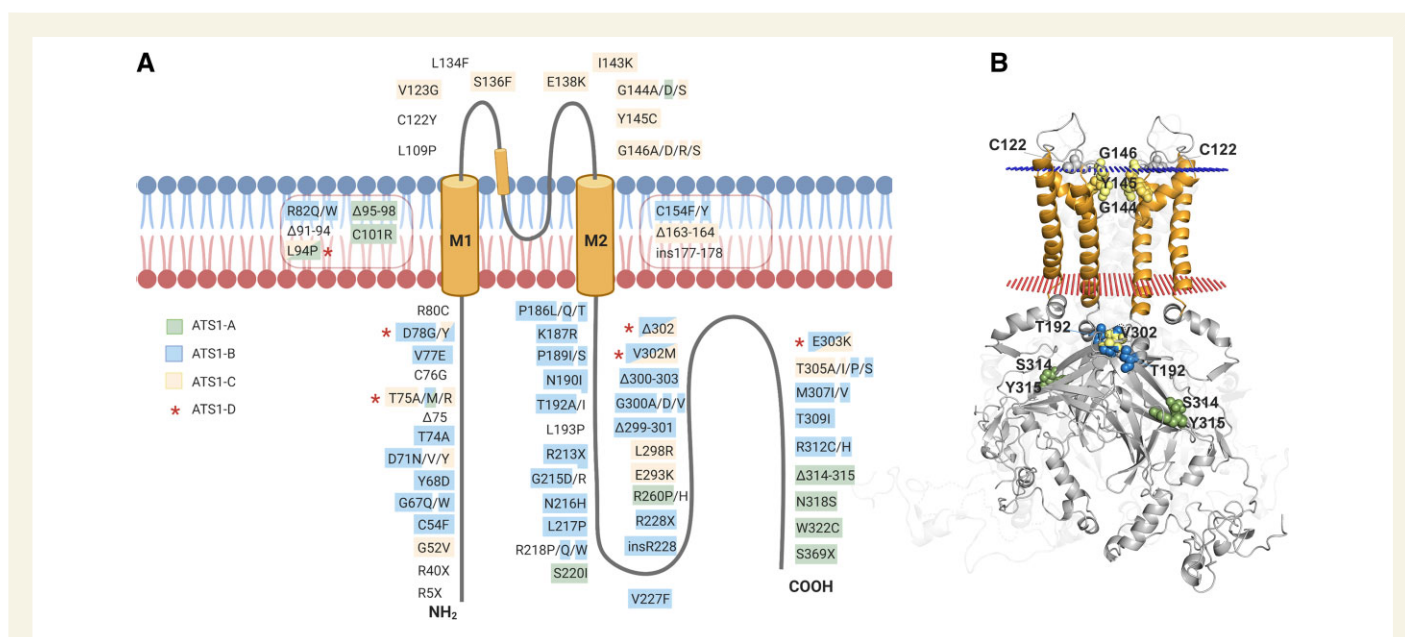 A
L134F
S136F
E138K
I143K
V123G
C122Y
L109P
G144A/D/S
Y145C
G146A/D/R/S
R82Q/W
Δ95-98
Δ91-94
C101R
L94P *
M1
M2
C154F/Y
Δ163-164
ins177-178
ATS1-A
ATS1-B
ATS1-C
* ATS1-D
R80C
* D78G/Y
V77E
C76G
* T75A/M/R
Δ75
T74A
D71N/V/Y
Y68D
G67Q/W
C54F
G52V
R40X
R5X
NH2
P186L/Q/T
K187R
P189I/S
N190I
T192A/I
L193P
R213X
G215D/R
N216H
L217P
R218P/Q/W
S220I
* Δ302
* V302M
Δ300-303
G300A/D/V
Δ299-301
L298R
E293K
R260P/H
R228X
insR228
V227F
* E303K
T305A/I/P/S
M307I/V
T309I
R312C/H
Δ314-315
N318S
W322C
S369X
COOH
B
C122
G146
C122
Y145
G144
T192
V302
T192
S314
Y315
S314
Y315